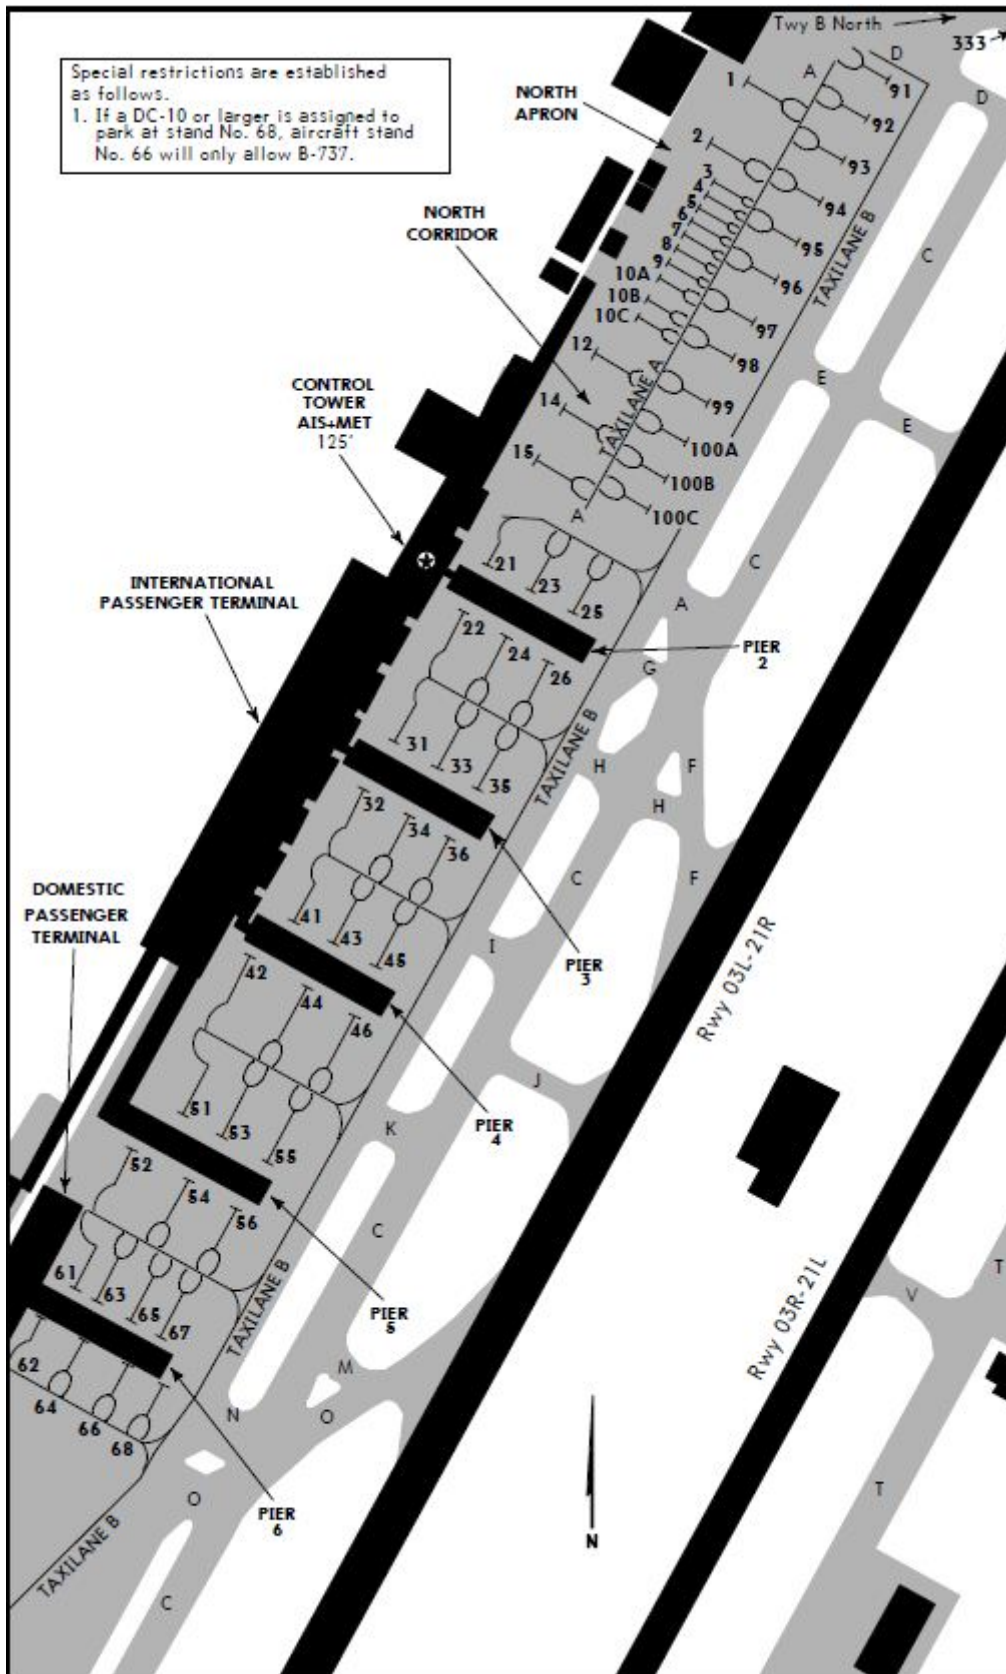 Special restrictions are established
as follows.
1. If a DC-10 or larger is assigned to
park at stand No. 68, aircraft stand
No. 66 will only allow B-737.
Twy B North
333
D
A
91
1
D
NORTH
APRON
92
2
93
3
4
94
5
6
95
7
C
NORTH
CORRIDOR
8
9
96
TAXILANE B
10A
10B
97
10C
12
98
E
CONTROL
TOWER
AIS+MET
125'
TAXILANE A
14
99
E
100A
15
100B
A
100C
21
C
23
INTERNATIONAL
PASSENGER TERMINAL
25
A
22
24
PIER
2
26
G
31
TAXILANE B
33
H
F
35
32
H
34
36
C
F
DOMESTIC
PASSENGER
TERMINAL
41
43
I
45
PIER
3
Rwy 03L-21R
42
44
46
J
51
53
K
PIER
4
55
52
54
56
C
61
63
65
67
TAXILANE B
PIER
5
T
V
Rwy 03R-21L
62
64
66
68
M
N
O
O
PIER
6
T
N
TAXILANE B
C